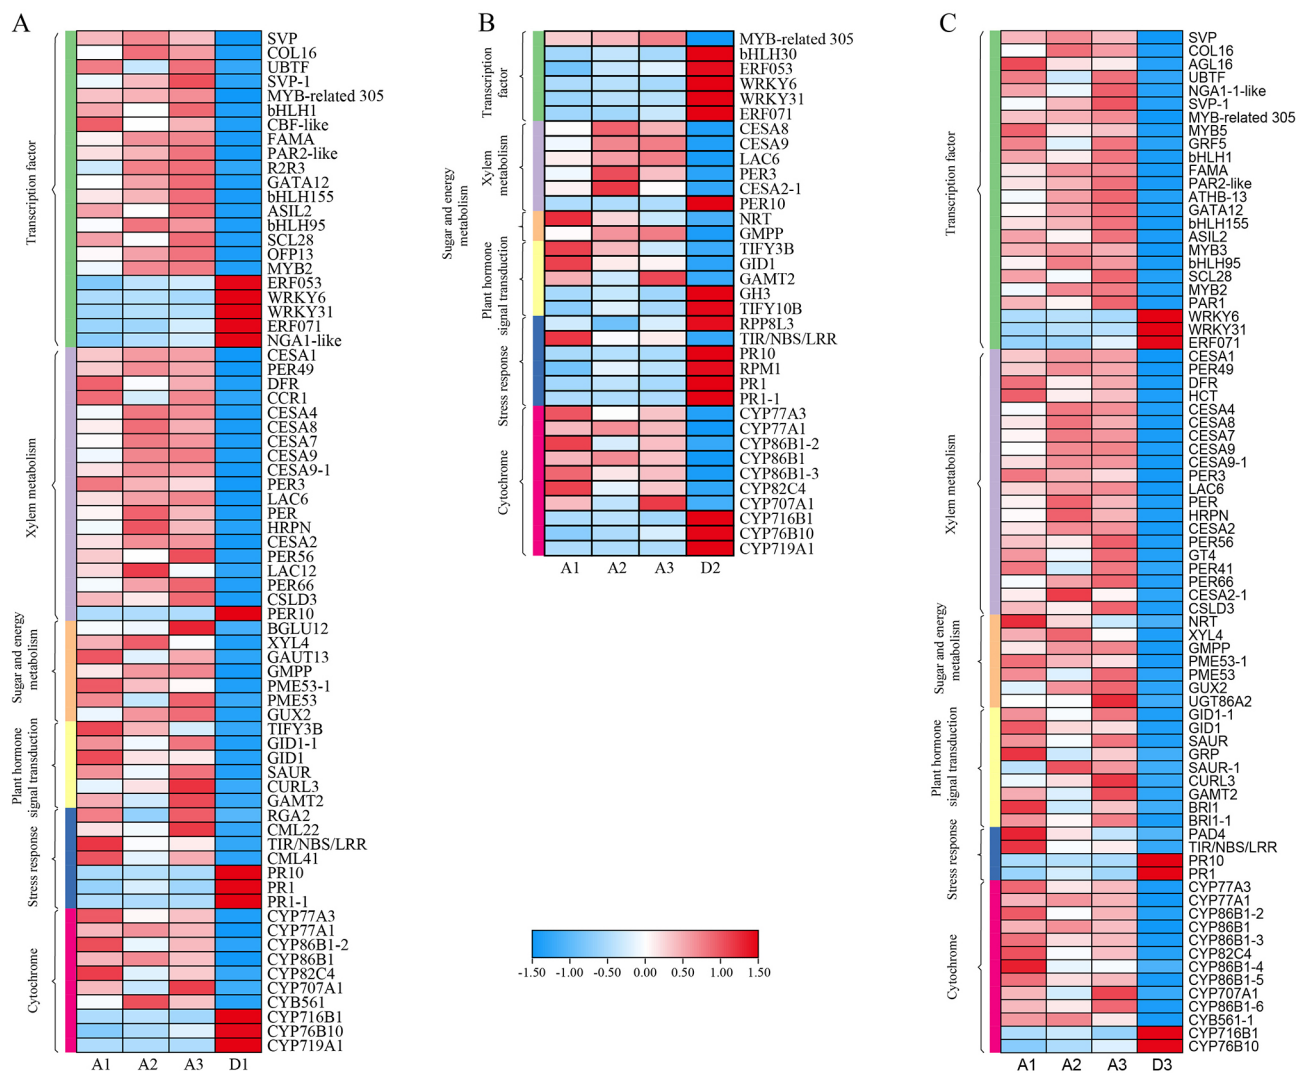 A
Transcription factor
SVP
COL16
UBTF
SVP-1
MYB-related 305
bHLH1
CBF-like
FAMA
PAR2-like
R2R3
GATA12
bHLH155
ASIL2
bHLH95
SCL28
OFP13
MYB2
ERF053
WRKY6
WRKY31
ERF071
NGA1-like
Xylem metabolism
CESA1
PER49
DFR
CCR1
CESA4
CESA8
CESA7
CESA9
CESA9-1
PER3
LAC6
PER
HRPN
CESA2
PER56
LAC12
PER66
CSLD3
PER10
Sugar and energy
metabolism
BGLU12
XYL4
GAUT13
GMPP
PME53-1
PME53
GUX2
Plant hormone
signal transduction
TIFY3B
GID1-1
GID1
SAUR
CURL3
GAMT2
Stress response
RGA2
CML22
TIR/NBS/LRR
CML41
PR10
PR1
PR1-1
Cytochrome
CYP77A3
CYP77A1
CYP86B1-2
CYP86B1
CYP82C4
CYP707A1
CYB561
CYP716B1
CYP76B10
CYP719A1
A1 A2 A3 D1
B
Transcription
factor
MYB-related 305
bHLH30
ERF053
WRKY6
WRKY31
ERF071
Xylem
metabolism
CESA8
CESA9
LAC6
PER3
CESA2-1
PER10
Sugar and energy
metabolism
NRT
GMPP
Plant hormone
signal transduction
TIFY3B
GID1
GAMT2
GH3
TIFY10B
Stress response
RPP8L3
TIR/NBS/LRR
PR10
RPM1
PR1
PR1-1
Cytochrome
CYP77A3
CYP77A1
CYP86B1-2
CYP86B1
CYP86B1-3
CYP82C4
CYP707A1
CYP716B1
CYP76B10
CYP719A1
A1 A2 A3 D2
-1.50 -1.00 -0.50 0.00 0.50 1.00 1.50
C
Transcription factor
SVP
COL16
AGL16
UBTF
NGA1-1-like
SVP-1
MYB-related 305
MYB5
GRF5
bHLH1
FAMA
PAR2-like
ATHB-13
GATA12
bHLH155
ASIL2
MYB3
bHLH95
SCL28
MYB2
PAR1
WRKY6
WRKY31
ERF071
Xylem metabolism
CESA1
PER49
DFR
HCT
CESA4
CESA8
CESA7
CESA9
CESA9-1
PER3
LAC6
PER
HRPN
CESA2
PER56
GT4
PER41
PER66
CESA2-1
CSLD3
Sugar and energy
metabolism
NRT
XYL4
GMPP
PME53-1
PME53
GUX2
UGT86A2
Plant hormone
signal transduction
GID1-1
GID1
SAUR
GRP
SAUR-1
CURL3
GAMT2
BRI1
BRI1-1
Stress response
PAD4
TIR/NBS/LRR
PR10
PR1
Cytochrome
CYP77A3
CYP77A1
CYP86B1-2
CYP86B1
CYP86B1-3
CYP82C4
CYP86B1-4
CYP86B1-5
CYP707A1
CYP86B1-6
CYB561-1
CYP716B1
CYP76B10
A1 A2 A3 D3